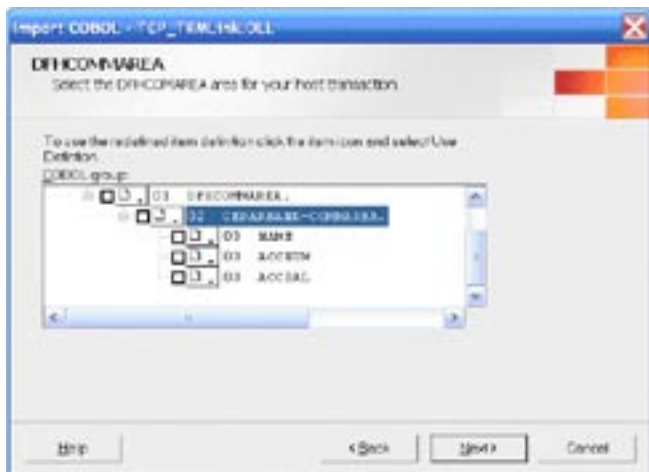 Import COBOL - TCP_TRMLink.DLL
DFHCOMMAREA
Select the DFHCOMMAREA area for your host transaction.
To use the redefined item definition click the item icon and select Use
Definition.
COBOL group:
01 DFHCOMMAREA.
02
03 NAME
03 ACCNUM
03 ACCBAL
Help
< Back
Next >
Cancel